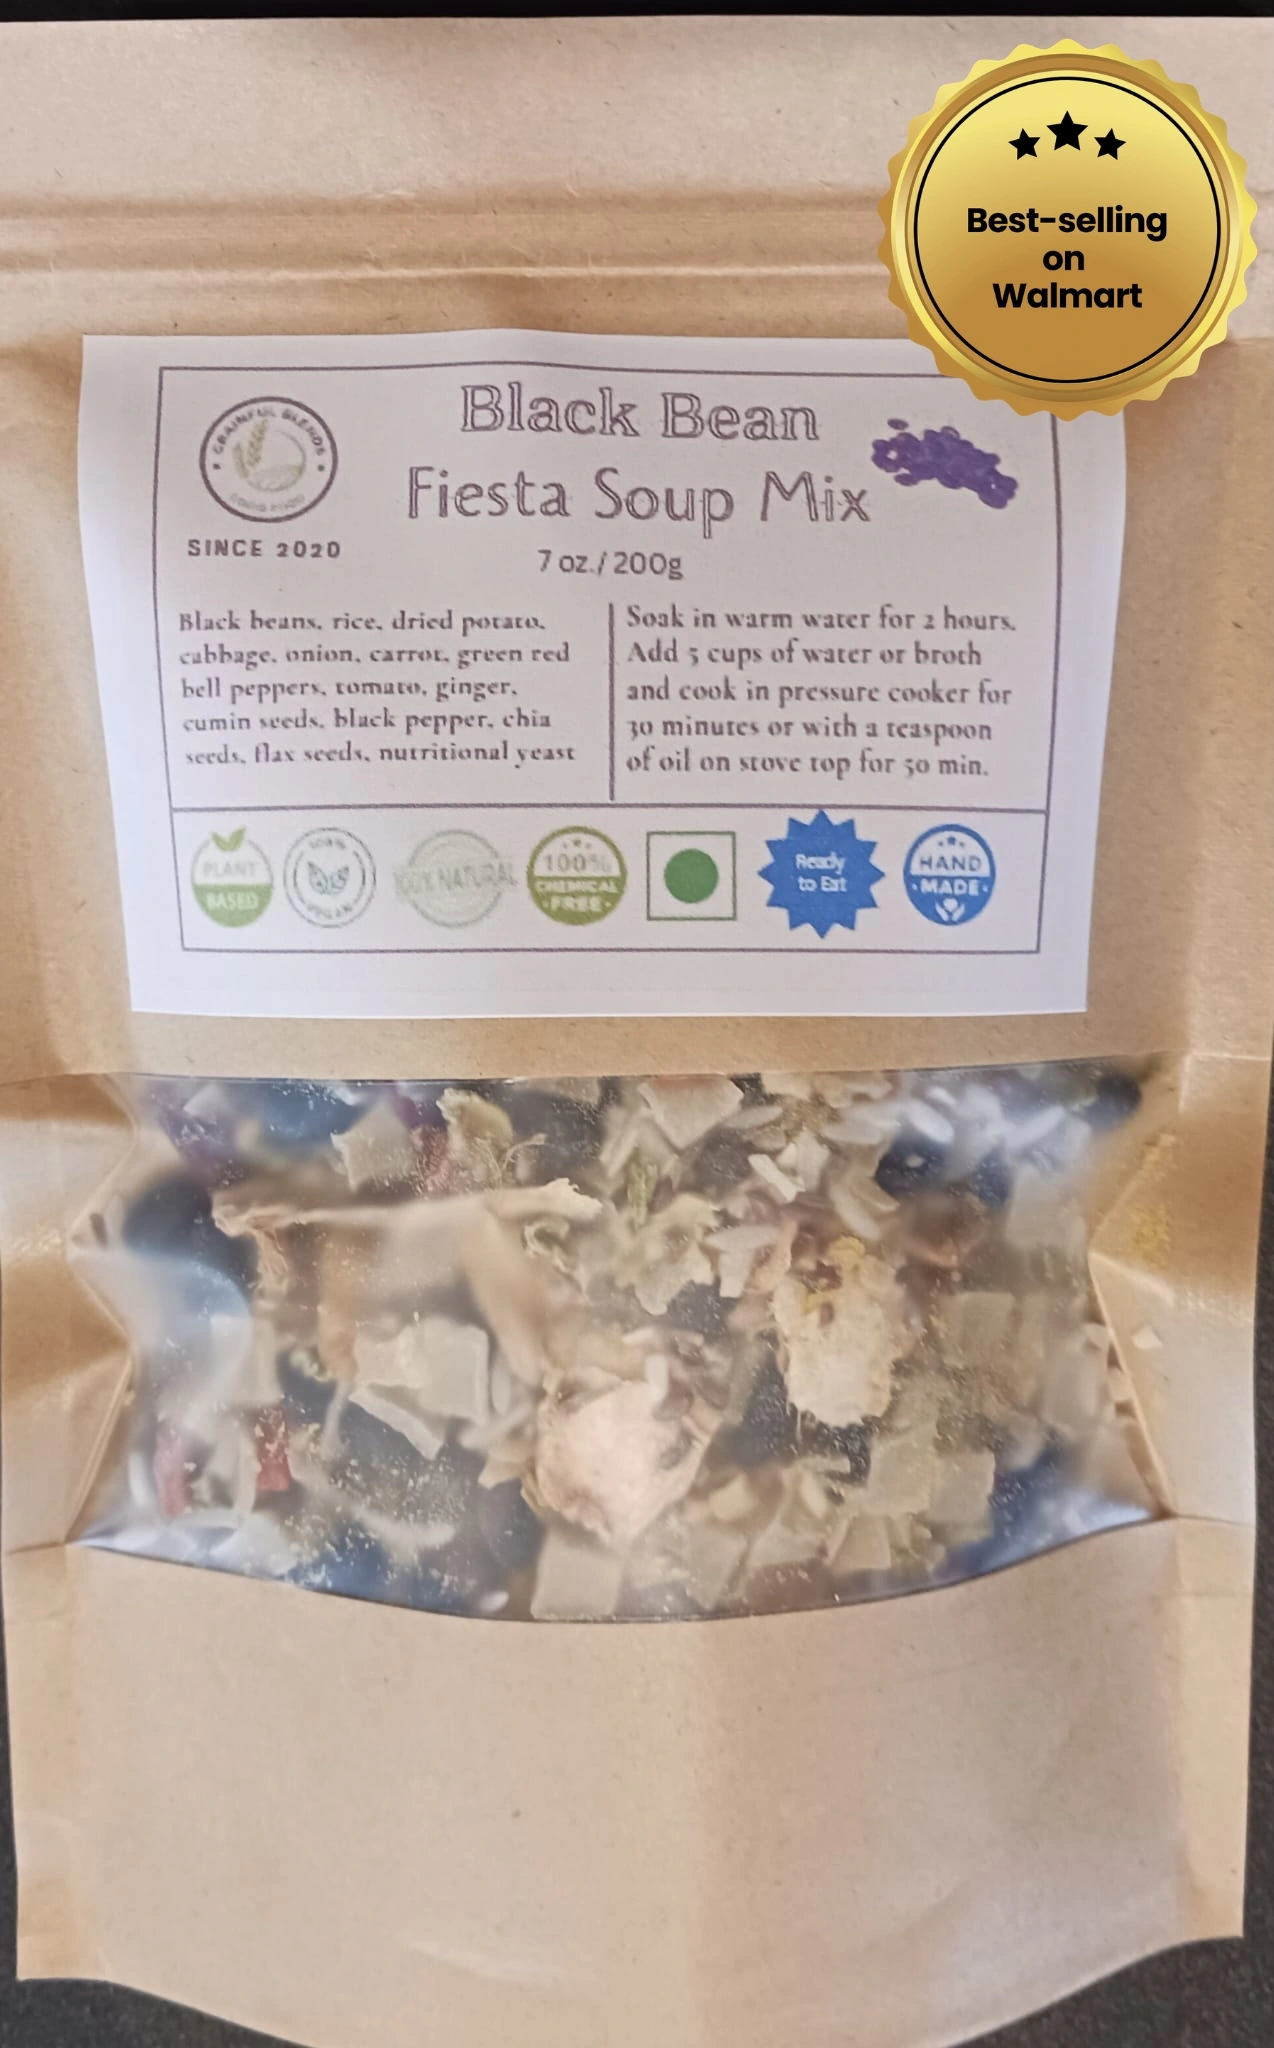 Best-selling
on
Walmart
GRAINFUL BLENDS
SINCE 2020
Black Bean
Fiesta Soup Mix
7 oz./ 200g
Black beans, rice, dried potato,
cabbage, onion, carrot, green red
bell peppers, tomato, ginger,
cumin seeds, black pepper, chia
seeds, flax seeds, nutritional yeast
Soak in warm water for 2 hours.
Add 5 cups of water or broth
and cook in pressure cooker for
30 minutes or with a teaspoon
of oil on stove top for 50 min.
PLANT
BASED
100%
VEGAN
100% NATURAL
100%
CHEMICAL
FREE
Ready
to Eat
HAND
MADE